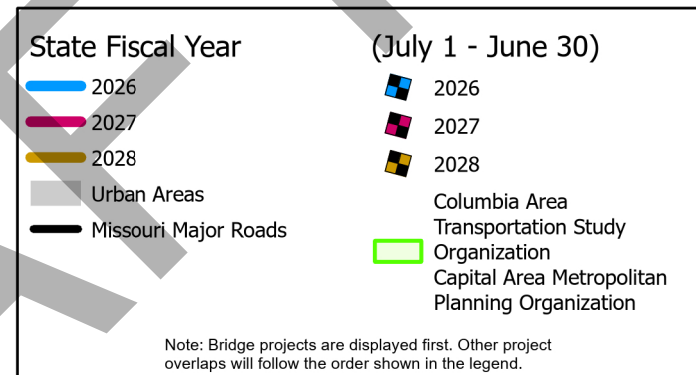 State Fiscal Year (July 1 - June 30)
2026
2027
2028
Urban Areas
Missouri Major Roads
2026
2027
2028
Columbia Area
Transportation Study
Organization
Capital Area Metropolitan
Planning Organization
Note: Bridge projects are displayed first. Other project
overlaps will follow the order shown in the legend.